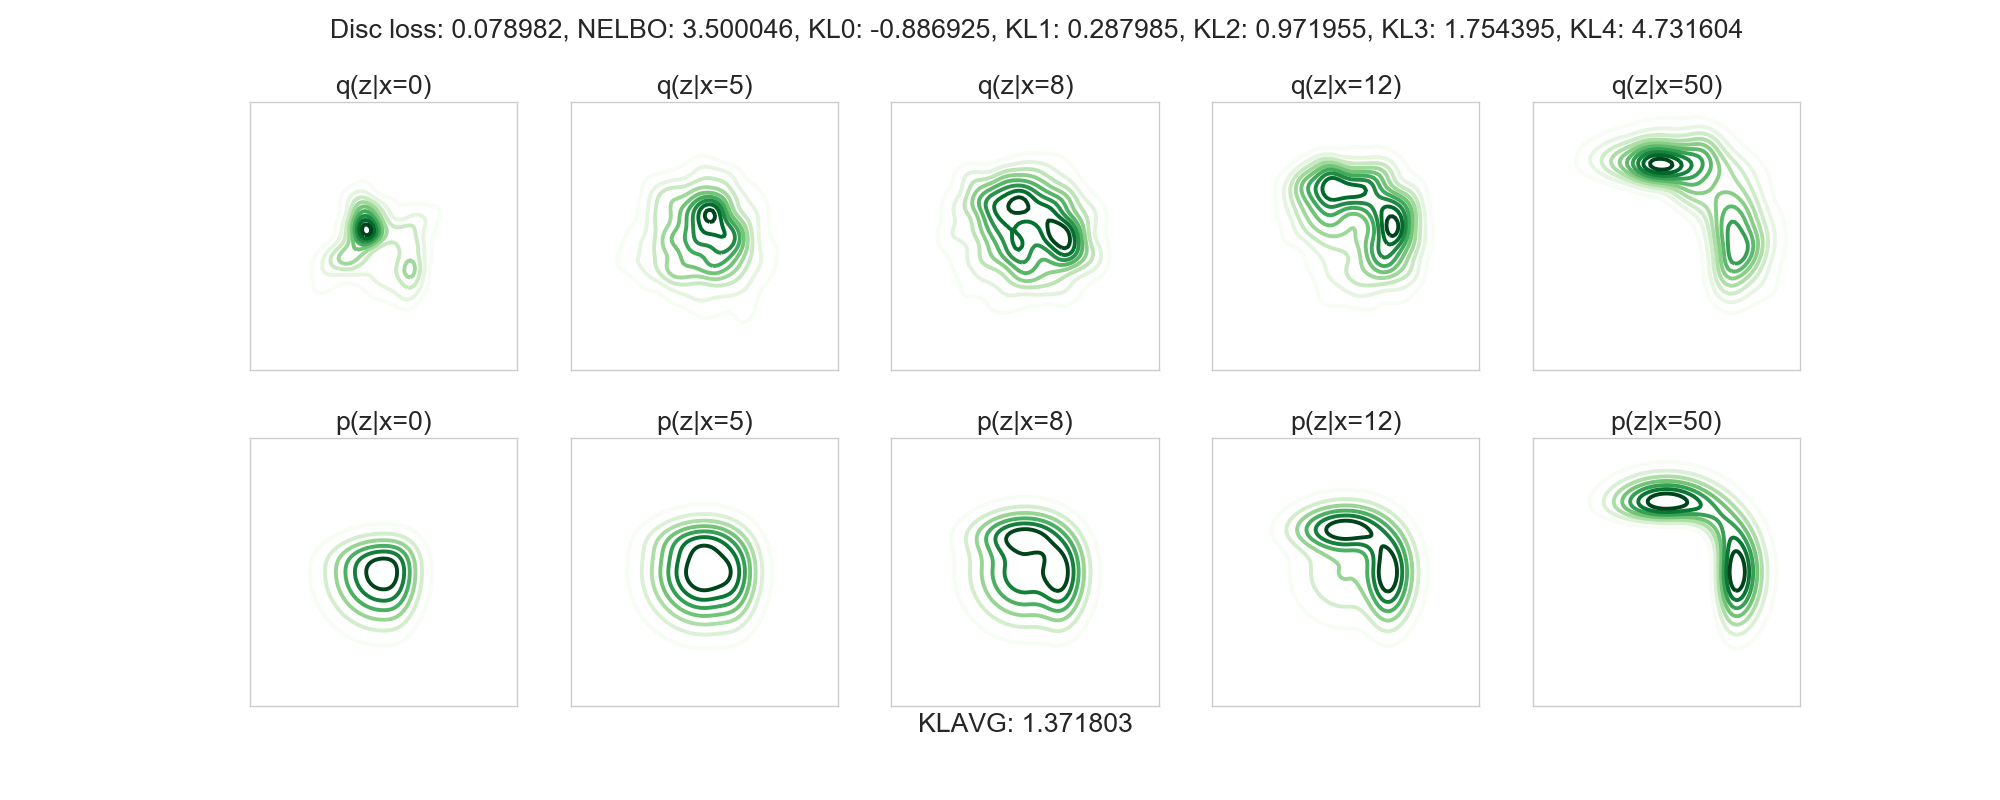 Disc loss: 0.078982, NELBO: 3.500046, KL0: -0.886925, KL1: 0.287985, KL2: 0.971955, KL3: 1.754395, KL4: 4.731604
q(z|x=0) q(z|x=5) q(z|x=8) q(z|x=12) q(z|x=50)
p(z|x=0) p(z|x=5) p(z|x=8) p(z|x=12) p(z|x=50)
KLAVG: 1.371803